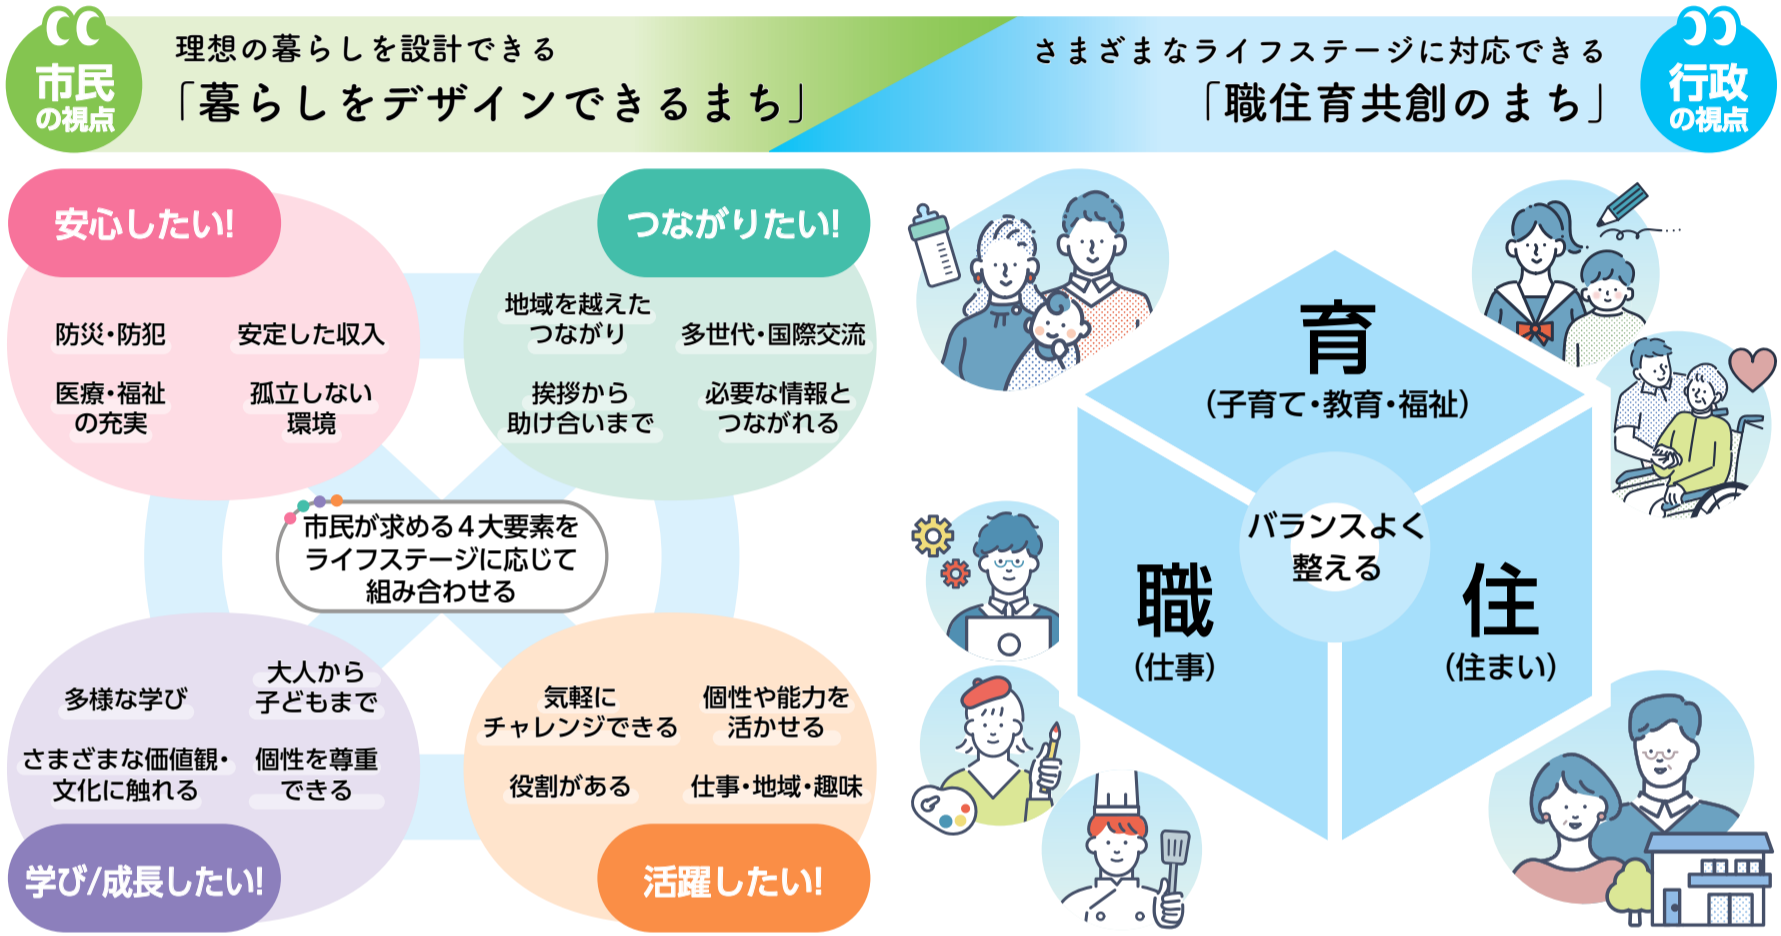 市民
の視点
理想の暮らしを設計できる
「暮らしをデザインできるまち」
さまざまなライフステージに対応できる
「職住育共創のまち」
行政
の視点
安心したい!
防災・防犯
安定した収入
医療・福祉
の充実
孤立しない
環境
つながりたい!
地域を越えた
つながり
多世代・国際交流
挨拶から
助け合いまで
必要な情報と
つながれる
市民が求める4大要素を
ライフステージに応じて
組み合わせる
多様な学び
大人から
子どもまで
さまざまな価値観・
文化に触れる
個性を尊重
できる
学び/成長したい!
気軽に
チャレンジできる
個性や能力を
活かせる
役割がある
仕事・地域・趣味
活躍したい!
育
(子育て・教育・福祉)
バランスよく
整える
職
(仕事)
住
(住まい)